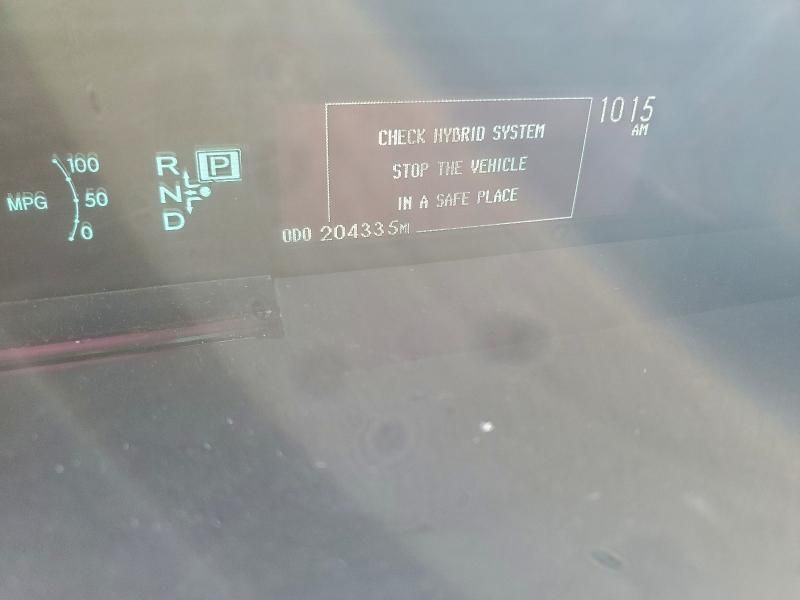 100
MPG 50
0
R P
N
D
CHECK HYBRID SYSTEM
STOP THE VEHICLE
IN A SAFE PLACE
ODO 204335MI
1015
AM